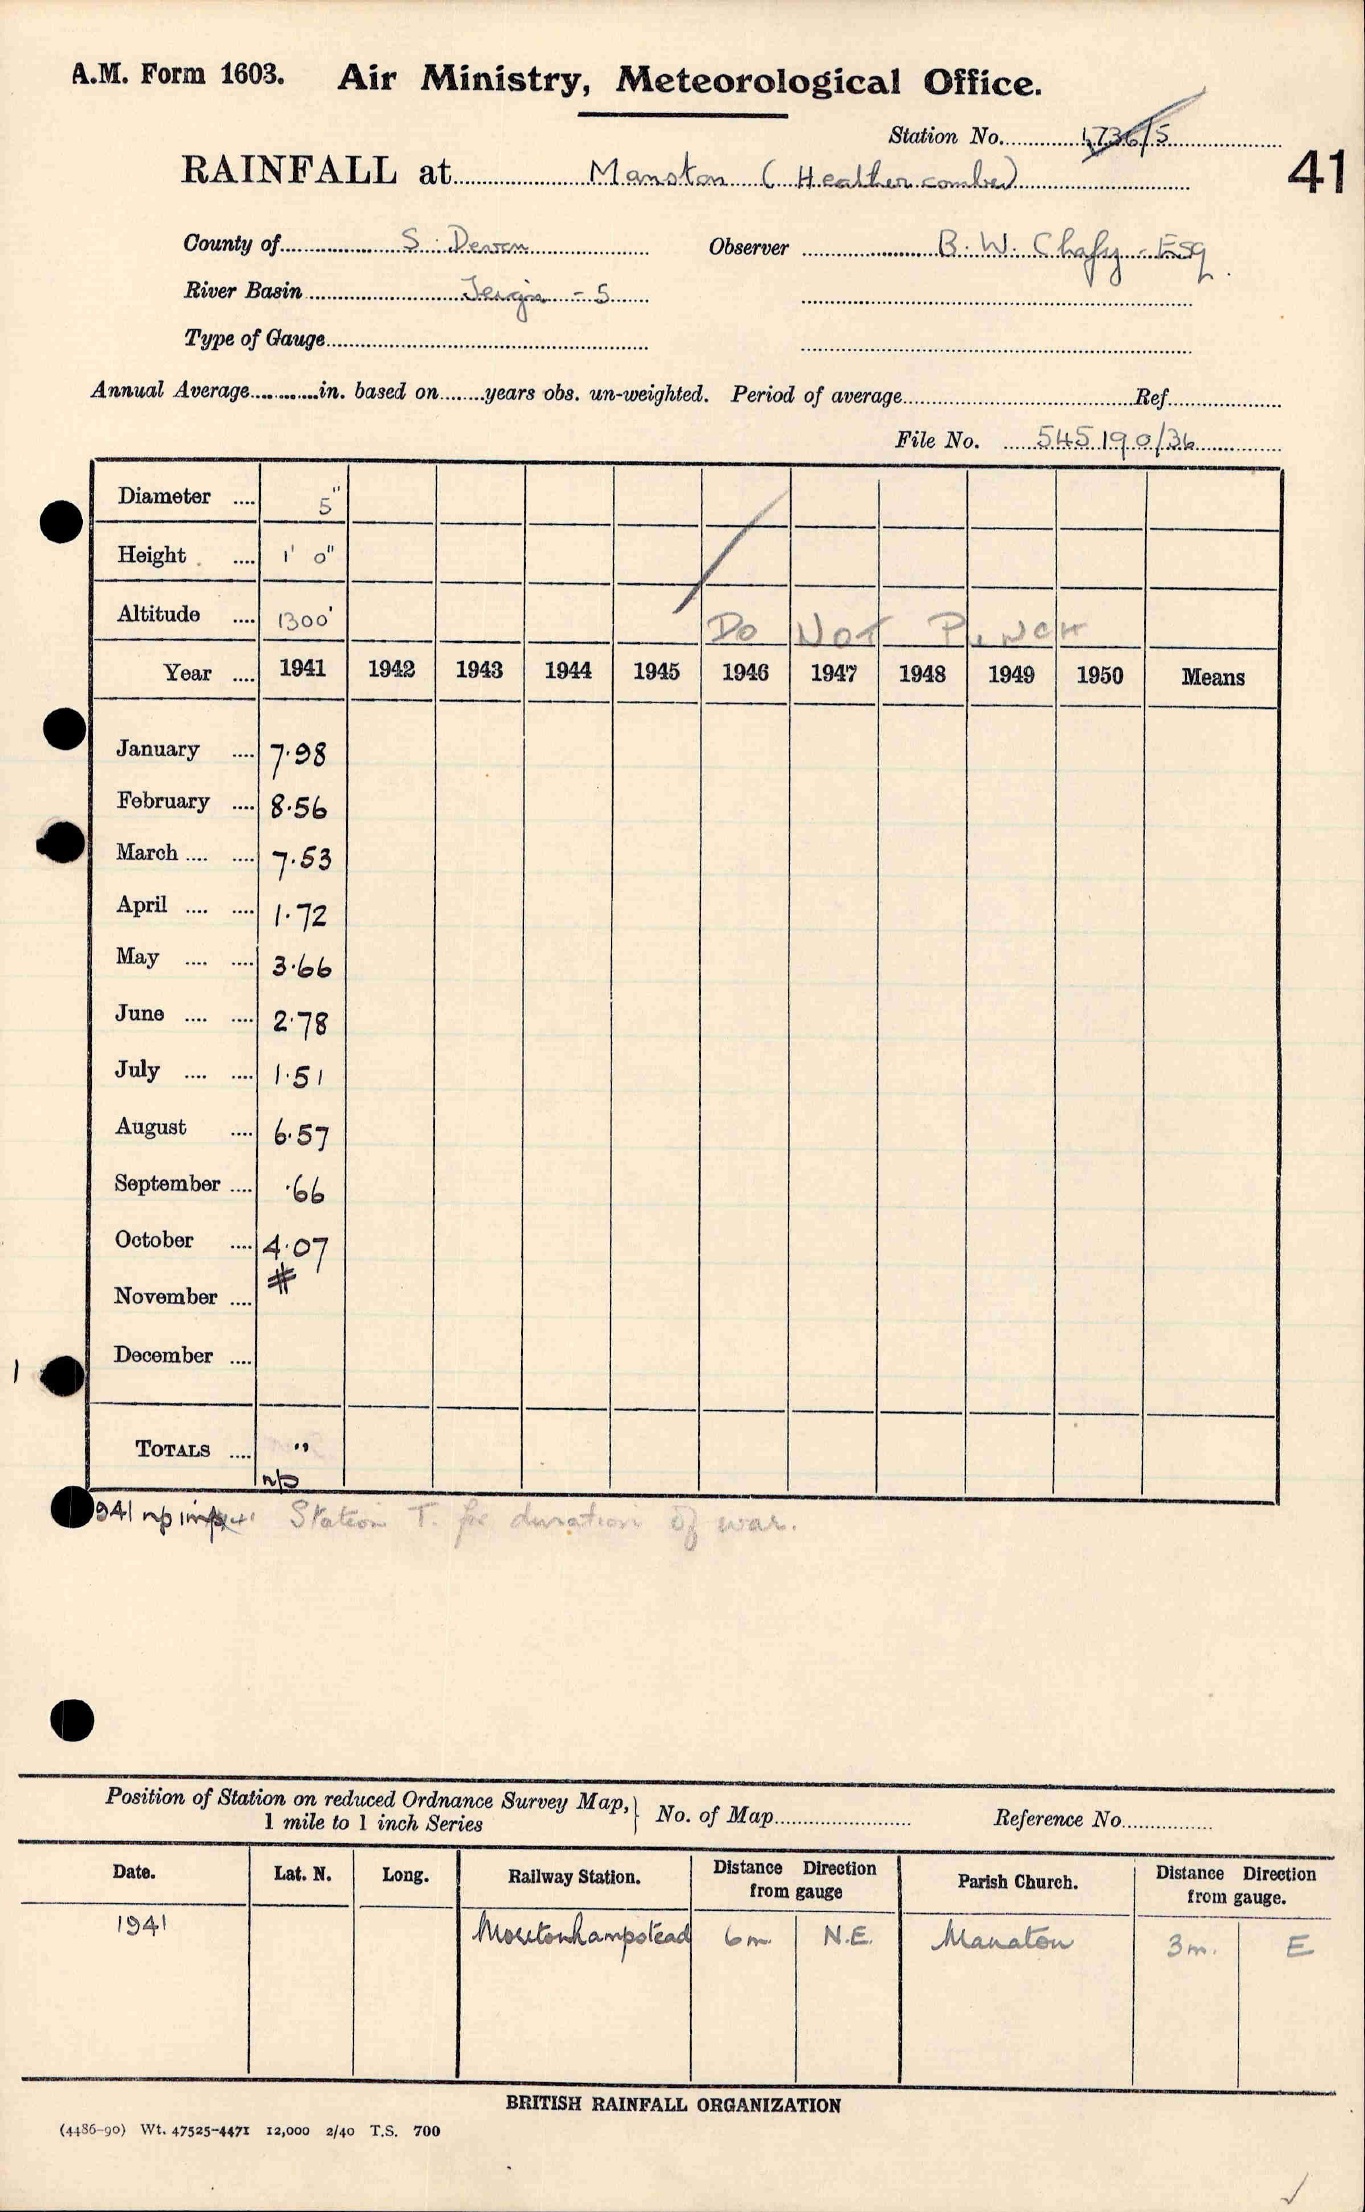 A.M. Form 1603. Air Ministry, Meteorological Office.
Station No. 1736/5
RAINFALL at Manston (Heathercombe)
41
County of S. Devon Observer B. W. Chafy Esq.
River Basin Teign - 5
Type of Gauge
Annual Average in. based on years obs. un-weighted. Period of average Ref.
File No. 545190/36
Diameter 5"
Height 1' 0"
Altitude 1300' DO NOT PUNCH
Year 1941 1942 1943 1944 1945 1946 1947 1948 1949 1950 Means
January 7.98
February 8.56
March 7.53
April 1.72
May 3.66
June 2.78
July 1.51
August 6.57
September .66
October 4.07
#
November
December
TOTALS "
np
1941 np Station T. for duration of war.
1
Position of Station on reduced Ordnance Survey Map,} No. of Map Reference No.
1 mile to 1 inch Series
Date. Lat. N. Long. Railway Station. Distance Direction from gauge Parish Church. Distance Direction from gauge.
1941 Moretonhampstead 6m N.E. Manaton 3m. E
BRITISH RAINFALL ORGANIZATION
(4486-90) Wt. 47525-4471 12,000 2/40 T.S. 700